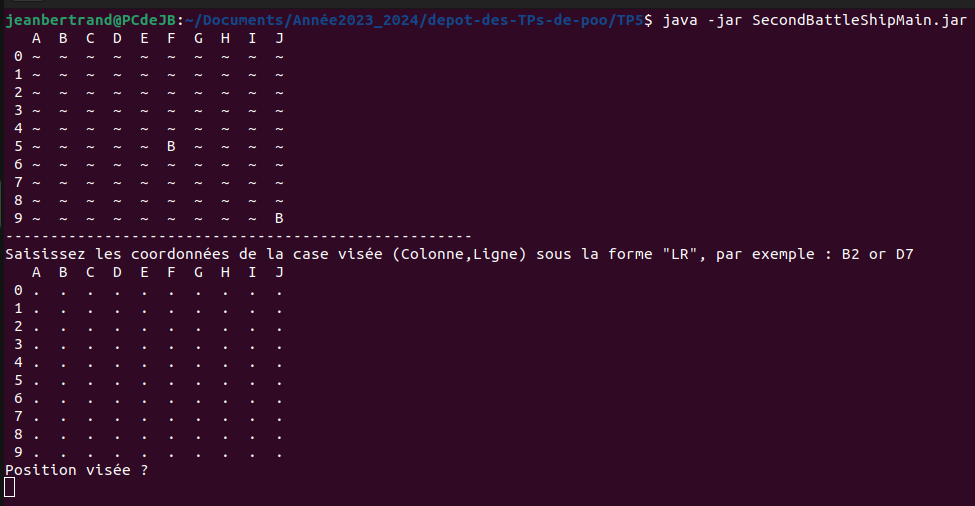 jeanbertrand@PCdeJB:~/Documents/Année2023_2024/depot-des-TPs-de-poo/TP5$ java -jar SecondBattleShipMain.jar
   A  B  C  D  E  F  G  H  I  J
 0 ~  ~  ~  ~  ~  ~  ~  ~  ~  ~
 1 ~  ~  ~  ~  ~  ~  ~  ~  ~  ~
 2 ~  ~  ~  ~  ~  ~  ~  ~  ~  ~
 3 ~  ~  ~  ~  ~  ~  ~  ~  ~  ~
 4 ~  ~  ~  ~  ~  ~  ~  ~  ~  ~
 5 ~  ~  ~  ~  ~  B  ~  ~  ~  ~
 6 ~  ~  ~  ~  ~  ~  ~  ~  ~  ~
 7 ~  ~  ~  ~  ~  ~  ~  ~  ~  ~
 8 ~  ~  ~  ~  ~  ~  ~  ~  ~  ~
 9 ~  ~  ~  ~  ~  ~  ~  ~  ~  B
----------------------------------------------------
Saisissez les coordonnées de la case visée (Colonne,Ligne) sous la forme "LR", par exemple : B2 or D7
   A  B  C  D  E  F  G  H  I  J
 0 .  .  .  .  .  .  .  .  .  .
 1 .  .  .  .  .  .  .  .  .  .
 2 .  .  .  .  .  .  .  .  .  .
 3 .  .  .  .  .  .  .  .  .  .
 4 .  .  .  .  .  .  .  .  .  .
 5 .  .  .  .  .  .  .  .  .  .
 6 .  .  .  .  .  .  .  .  .  .
 7 .  .  .  .  .  .  .  .  .  .
 8 .  .  .  .  .  .  .  .  .  .
 9 .  .  .  .  .  .  .  .  .  .
Position visée ?